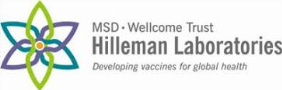 MSD • Wellcome Trust
Hilleman Laboratories
Developing vaccines for global health